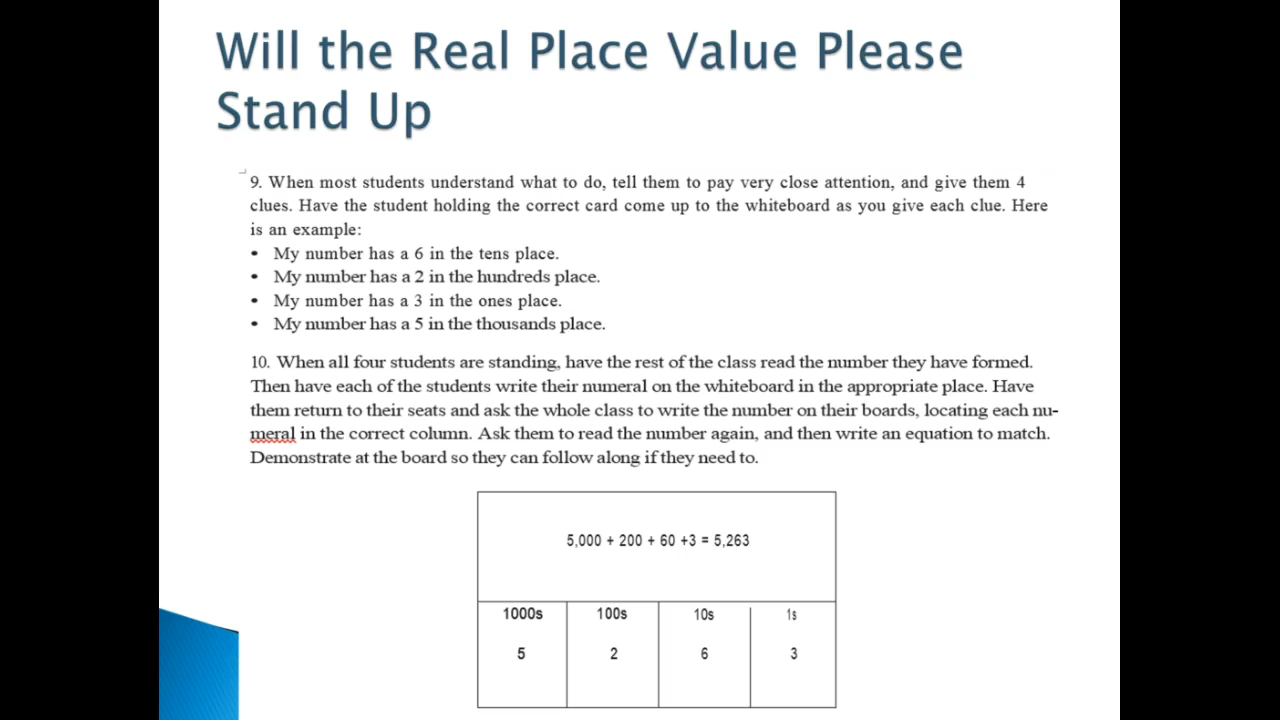 Will the Real Place Value Please
Stand Up
9. When most students understand what to do, tell them to pay very close attention, and give them 4
clues. Have the student holding the correct card come up to the whiteboard as you give each clue. Here
is an example:
• My number has a 6 in the tens place.
• My number has a 2 in the hundreds place.
• My number has a 3 in the ones place.
• My number has a 5 in the thousands place.
10. When all four students are standing, have the rest of the class read the number they have formed.
Then have each of the students write their numeral on the whiteboard in the appropriate place. Have
them return to their seats and ask the whole class to write the number on their boards, locating each nu-
meral in the correct column. Ask them to read the number again, and then write an equation to match.
Demonstrate at the board so they can follow along if they need to.
5,000 + 200 + 60 +3 = 5,263
1000s 100s 10s 1s
5 2 6 3